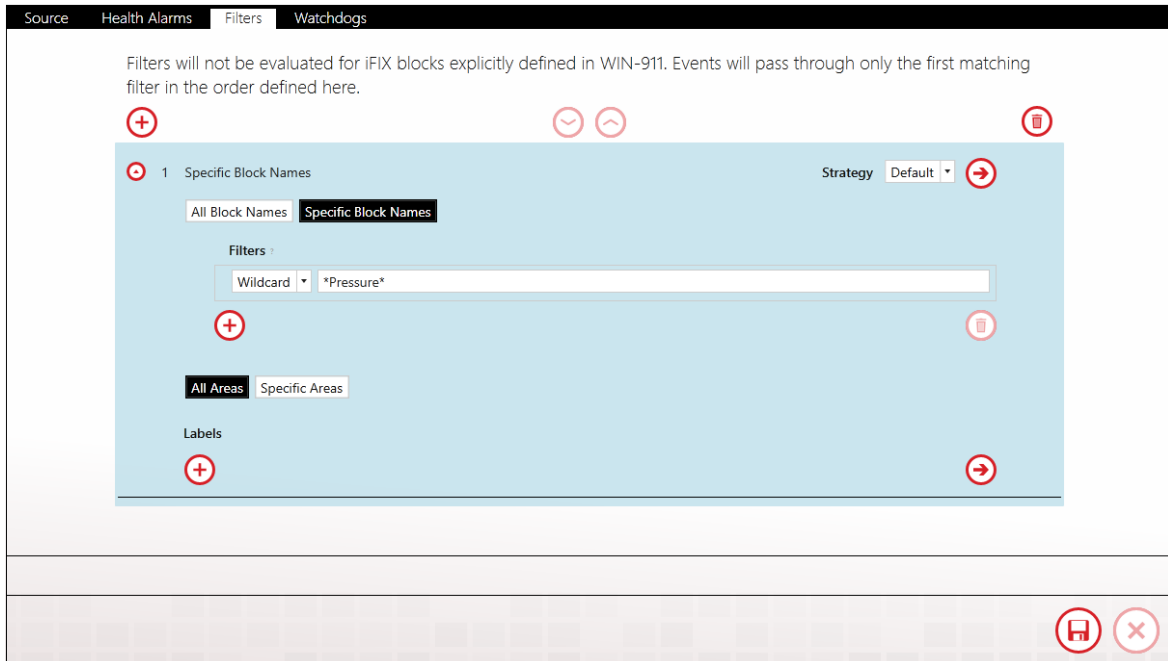 Source Health Alarms Filters Watchdogs
Filters will not be evaluated for iFIX blocks explicitly defined in WIN-911. Events will pass through only the first matching
filter in the order defined here.
1 Specific Block Names Strategy Default
All Block Names Specific Block Names
Filters ?
Wildcard *Pressure*
All Areas Specific Areas
Labels